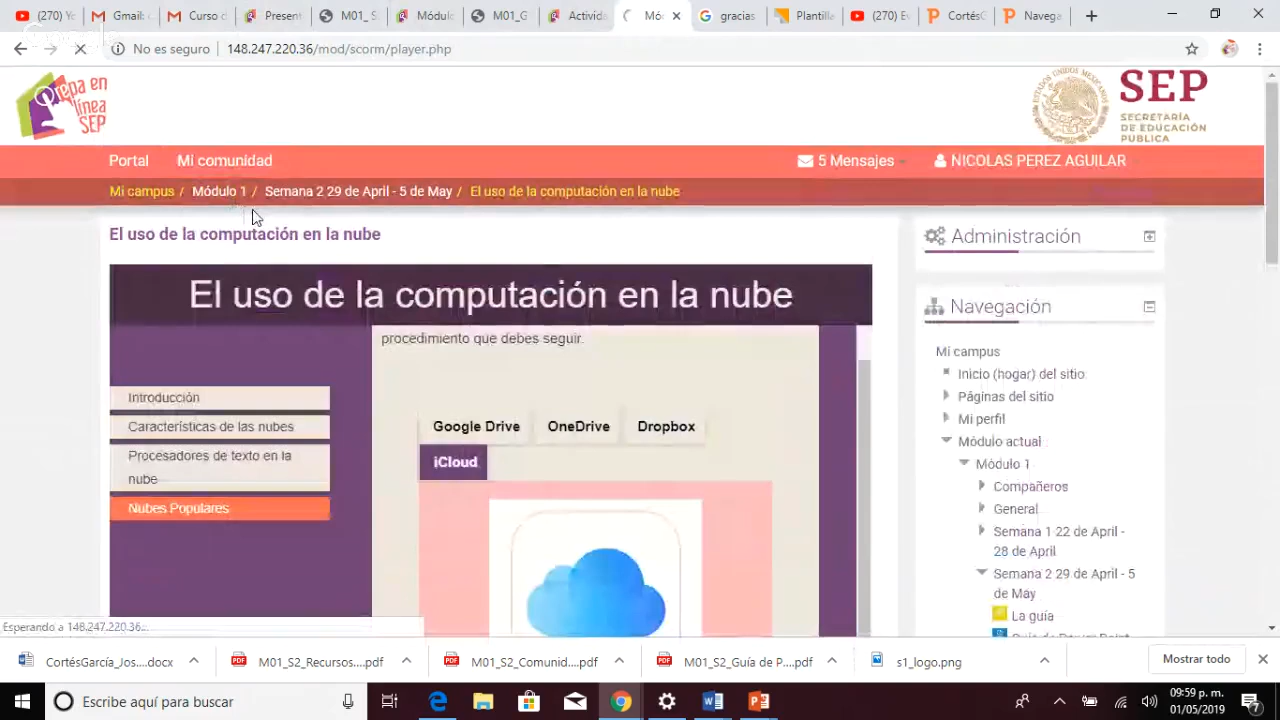 (270) Yo
Gmail:
Curso d
Present
M01_S
Módulo
M01_G
Activida
Mó
gracias
Plantilla
(270) Ev
CortésG
Navega
No es seguro
148.247.220.36/mod/scorm/player.php
Prepa en
línea
SEP
SEP
SECRETARÍA
DE EDUCACIÓN
PÚBLICA
Portal
Mi comunidad
5 Mensajes
NICOLAS PEREZ AGUILAR
Mi campus / Módulo 1 / Semana 2 29 de April - 5 de May / El uso de la computación en la nube
El uso de la computación en la nube
El uso de la computación en la nube
procedimiento que debes seguir.
Introducción
Características de las nubes
Procesadores de texto en la
nube
Nubes Populares
Google Drive
OneDrive
Dropbox
iCloud
Administración
Navegación
Mi campus
Inicio (hogar) del sitio
Páginas del sitio
Mi perfil
Módulo actual
Módulo 1
Compañeros
General
Semana 1 22 de April -
28 de April
Semana 2 29 de April - 5
de May
La guía
Guía de Power Point
Esperando a 148.247.220.36...
CortésGarcía_Jos....docx
M01_S2_Recursos....pdf
M01_S2_Comunid....pdf
M01_S2_Guía de P....pdf
s1_logo.png
Mostrar todo
Escribe aquí para buscar
09:59 p. m.
01/05/2019
7